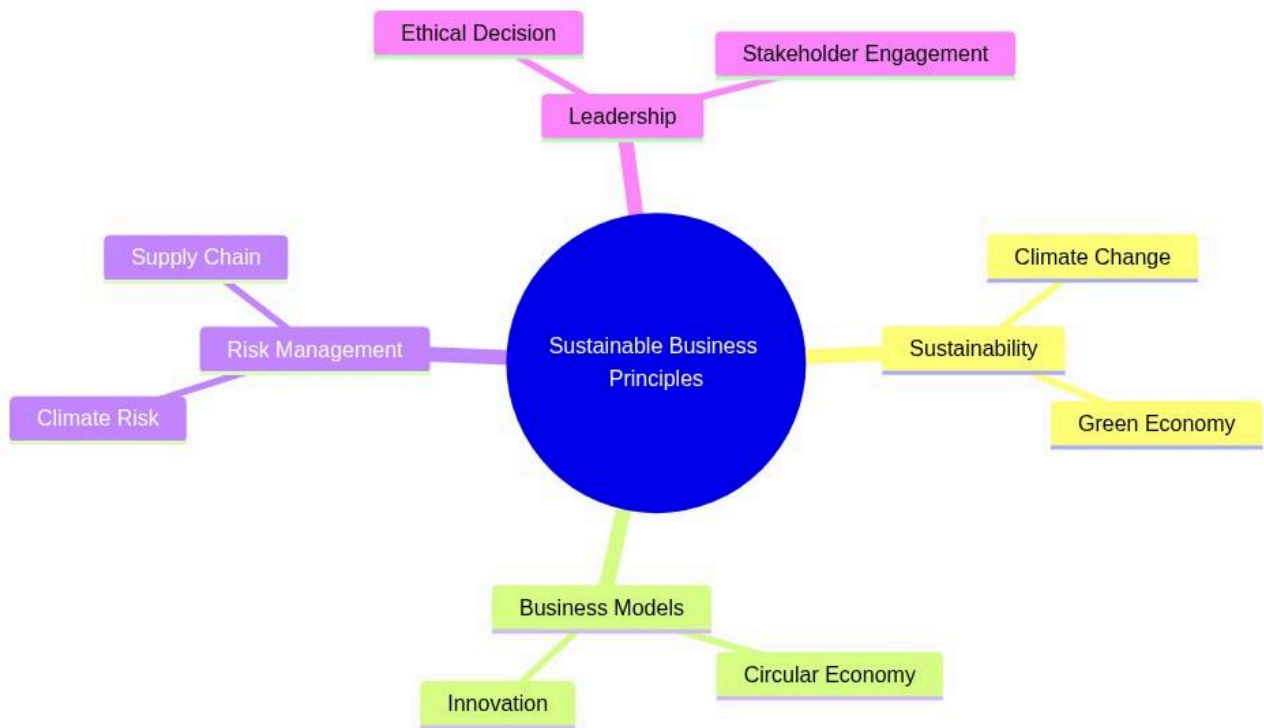 Ethical Decision
Stakeholder Engagement
Leadership
Supply Chain
Climate Change
Risk Management
Sustainable Business
Principles
Sustainability
Climate Risk
Green Economy
Business Models
Circular Economy
Innovation